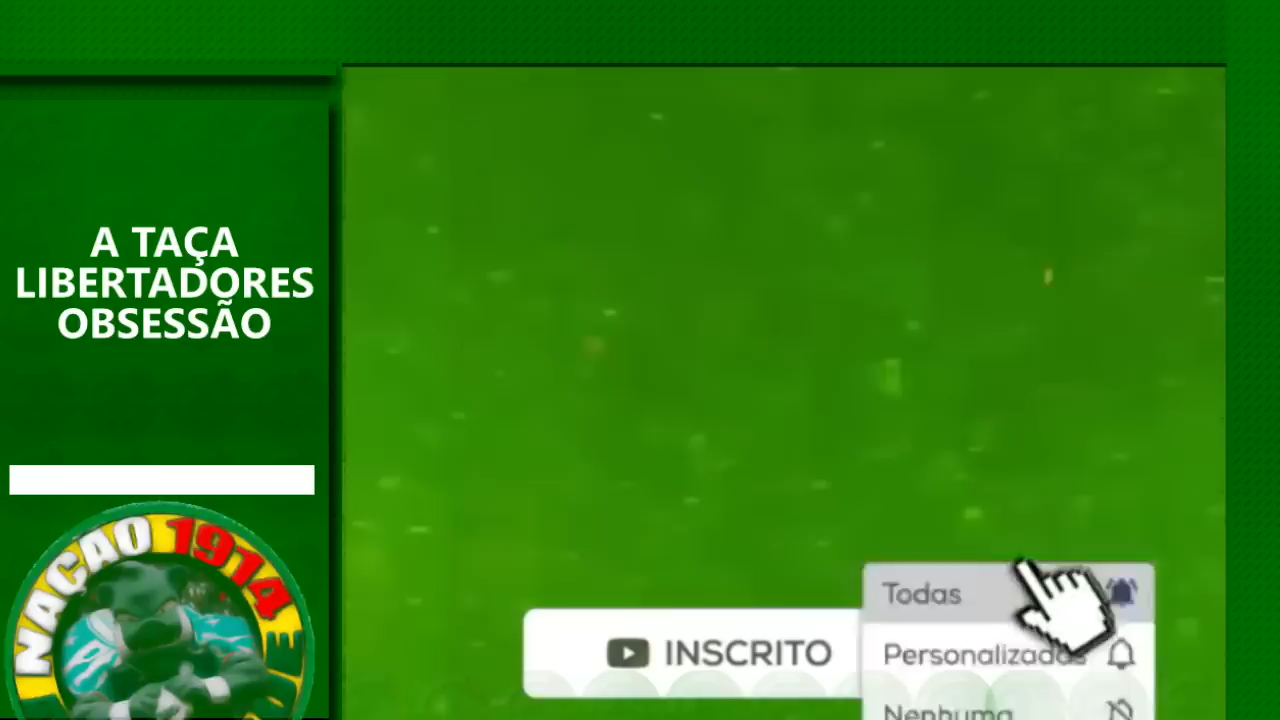 A TAÇA
LIBERTADORES
OBSESSÃO
NAÇÃO 1914
INSCRITO
Todas
Personalizadas
Nenhuma